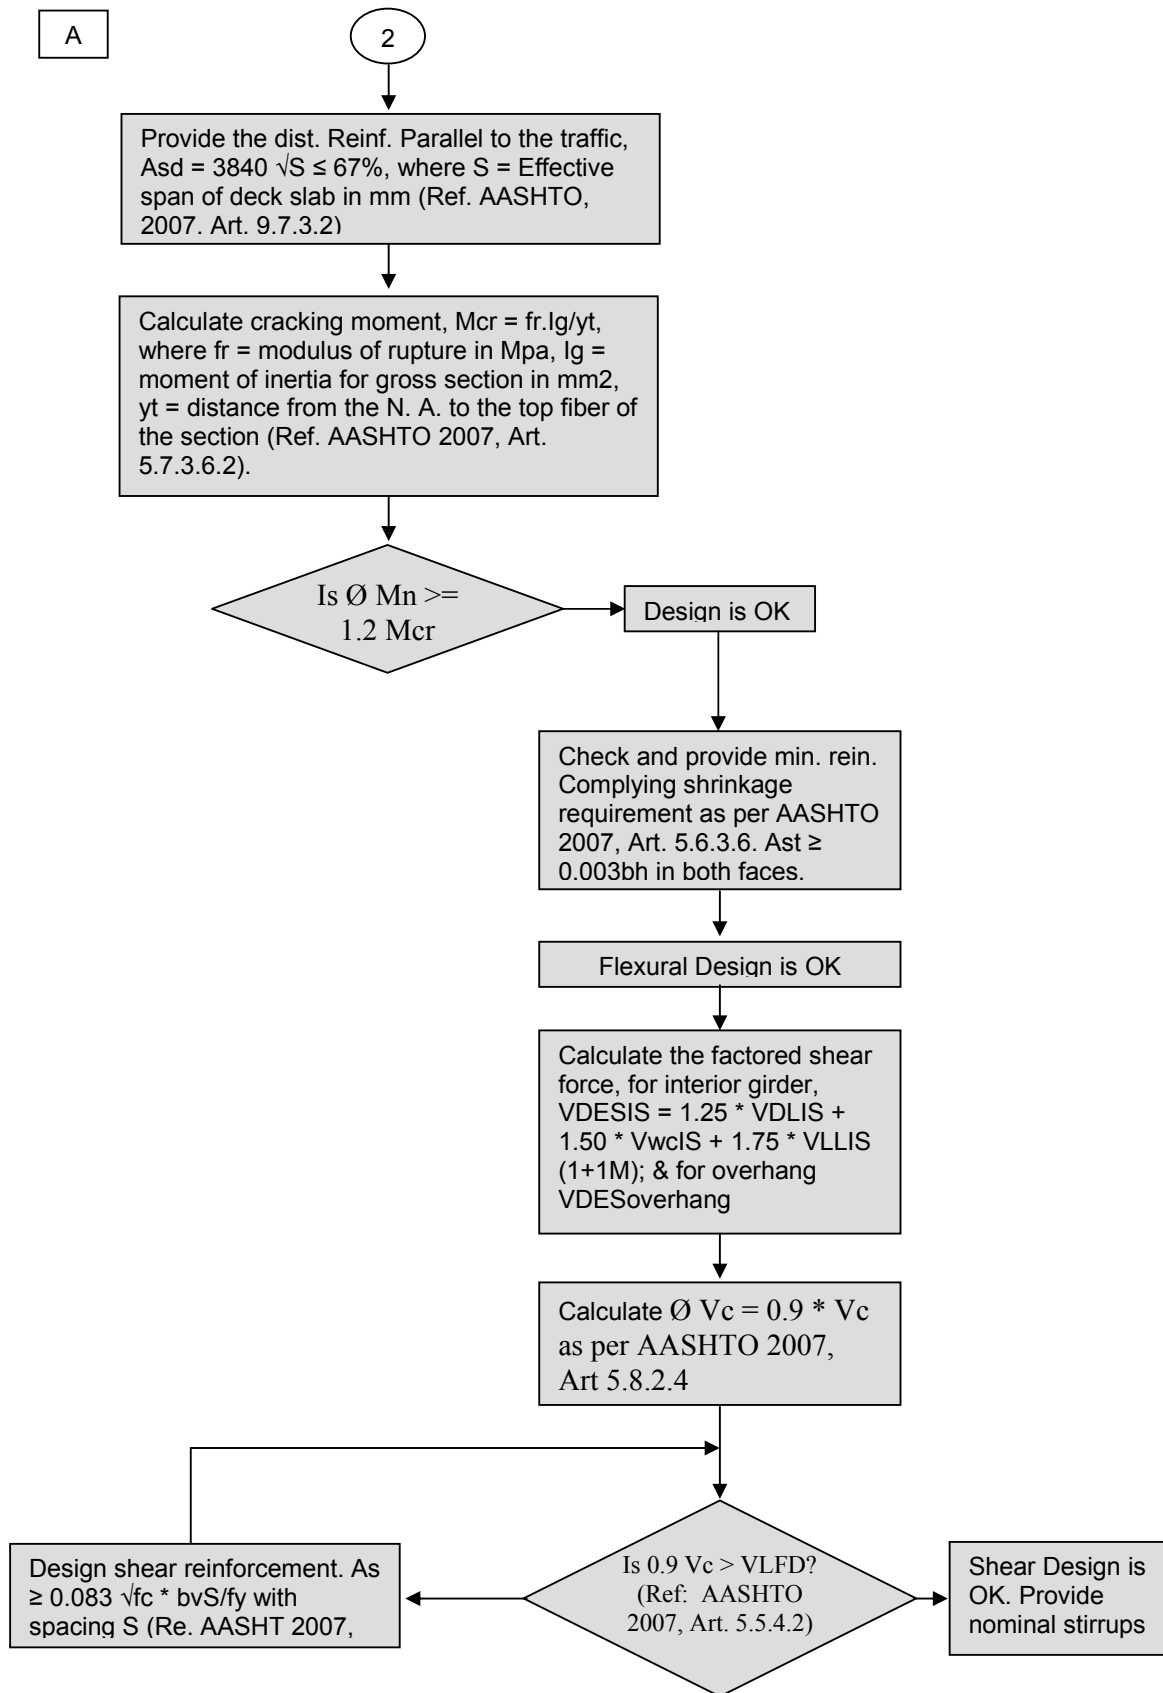 A
2
Provide the dist. Reinf. Parallel to the traffic,
Asd = 3840 √S ≤ 67%, where S = Effective
span of deck slab in mm (Ref. AASHTO,
2007. Art. 9.7.3.2)
Calculate cracking moment, Mcr = fr.Ig/yt,
where fr = modulus of rupture in Mpa, Ig =
moment of inertia for gross section in mm2,
yt = distance from the N. A. to the top fiber of
the section (Ref. AASHTO 2007, Art.
5.7.3.6.2).
Is Ø Mn >=
1.2 Mcr
Design is OK
Check and provide min. rein.
Complying shrinkage
requirement as per AASHTO
2007, Art. 5.6.3.6. Ast ≥
0.003bh in both faces.
Flexural Design is OK
Calculate the factored shear
force, for interior girder,
VDESIS = 1.25 * VDLIS +
1.50 * VwcIS + 1.75 * VLLIS
(1+1M); & for overhang
VDESoverhang
Calculate Ø Vc = 0.9 * Vc
as per AASHTO 2007,
Art 5.8.2.4
Is 0.9 Vc > VLFD?
(Ref: AASHTO
2007, Art. 5.5.4.2)
Design shear reinforcement. As
≥ 0.083 √fc * bvS/fy with
spacing S (Re. AASHT 2007,
Shear Design is
OK. Provide
nominal stirrups